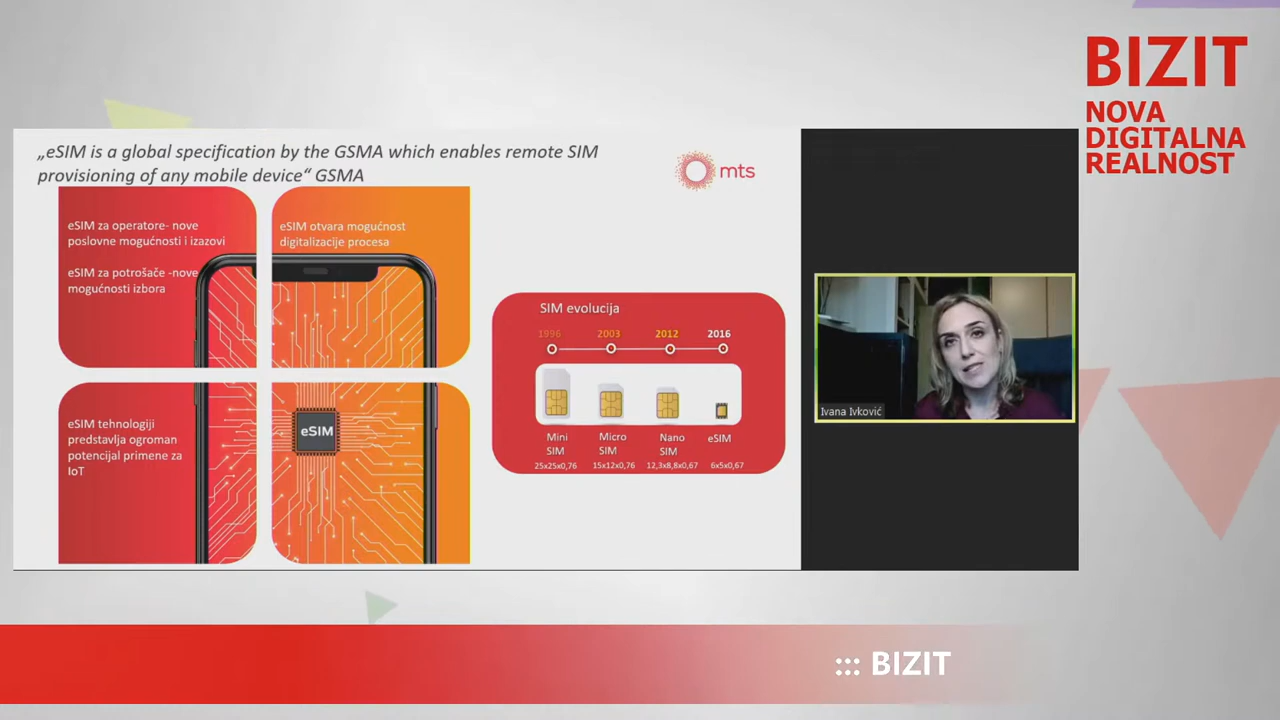 BIZIT
NOVA
DIGITALNA
REALNOST
„eSIM is a global specification by the GSMA which enables remote SIM
provisioning of any mobile device“ GSMA
mts
eSIM za operatore- nove
poslovne mogućnosti i izazovi
eSIM za potrošače -nove
mogućnosti izbora
eSIM otvara mogućnost
digitalizacije procesa
eSIM tehnologiji
predstavlja ogroman
potencijal primene za
IoT
eSIM
SIM evolucija
1996 2003 2012 2016
Mini Micro Nano eSIM
SIM SIM SIM
25x25x0,76 15x12x0,76 12,3x8,8x0,67 6x5x0,67
Ivana Ivković
::: BIZIT